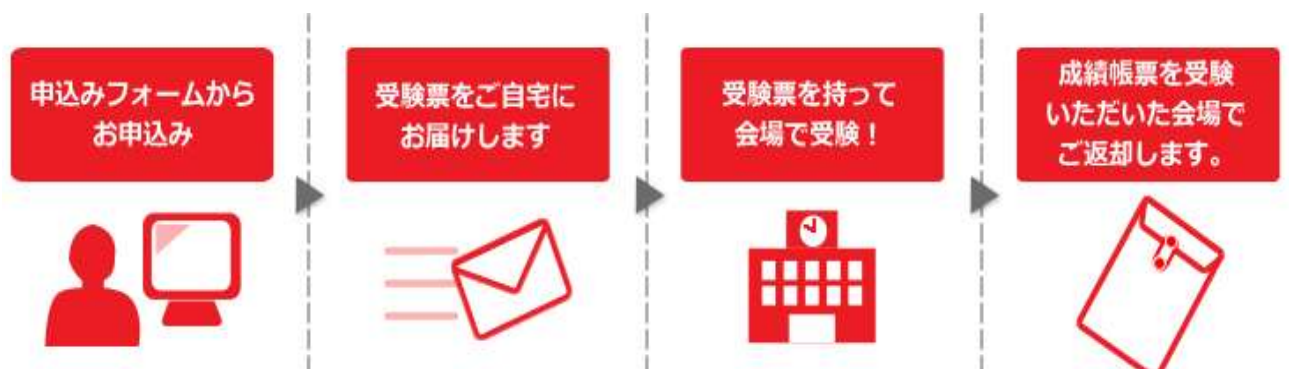 申込みフォームから
お申込み
受験票をご自宅に
お届けします
受験票を持って
会場で受験！
成績帳票を受験
いただいた会場で
ご返却します。